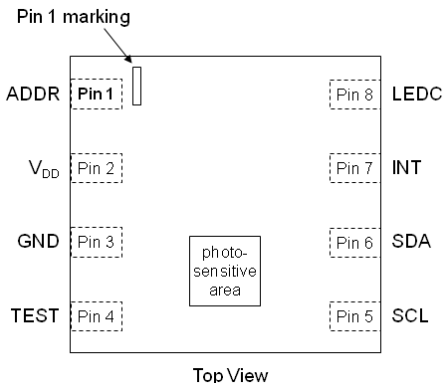 Pin 1 marking
ADDR Pin 1 Pin 8 LEDC
VDD Pin 2 Pin 7 INT
GND Pin 3 Pin 6 SDA
photo-
sensitive
area
TEST Pin 4 Pin 5 SCL
Top View